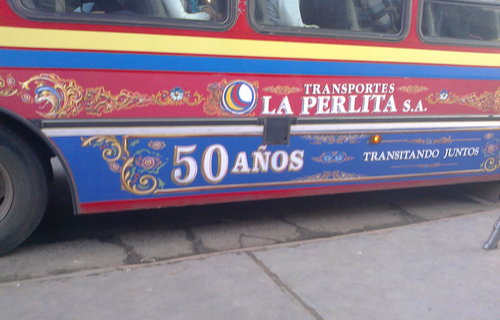 TRANSPORTES
LA PERLITA S.A.
50 AÑOS
TRANSITANDO JUNTOS